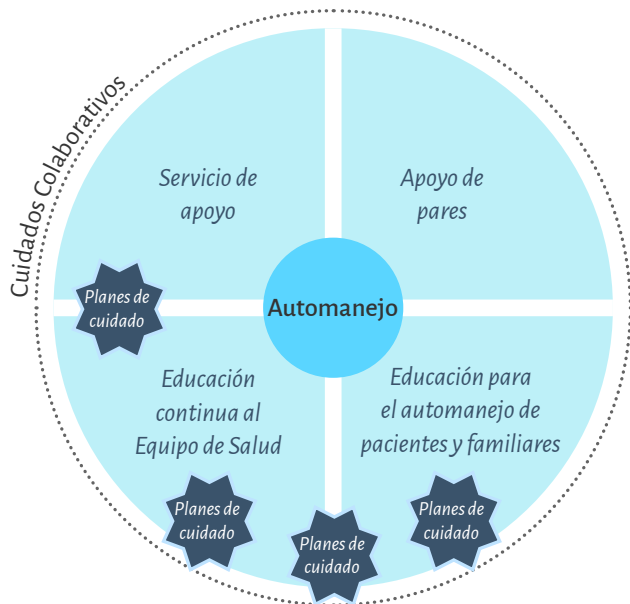 Cuidados Colaborativos
Servicio de
apoyo
Apoyo de
pares
Planes de
cuidado
Automanejo
Educación
continua al
Equipo de Salud
Educación para
el automanejo de
pacientes y familiares
Planes de
cuidado
Planes de
cuidado
Planes de
cuidado